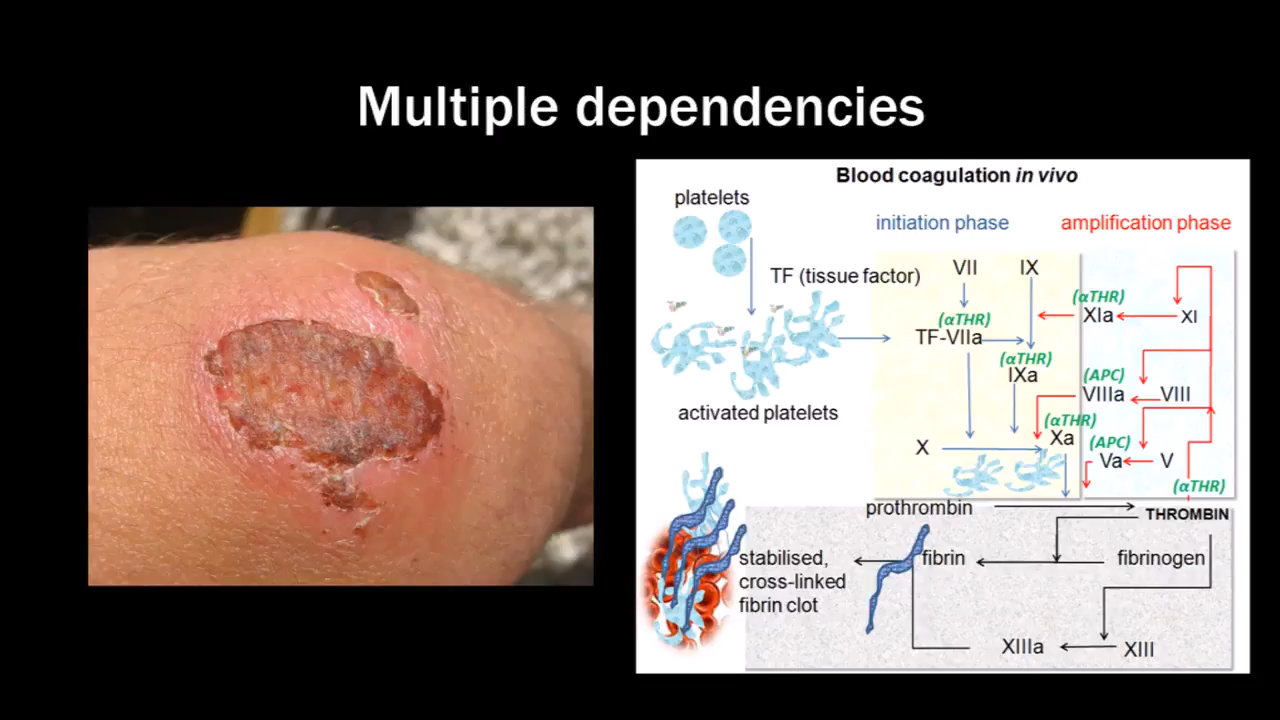 Multiple dependencies
Blood coagulation in vivo
platelets
initiation phase
amplification phase
TF (tissue factor)
VII
IX
(αTHR)
XIa
XI
(αTHR)
TF-VIIa
(αTHR)
IXa
(APC)
VIIIa
VIII
activated platelets
(αTHR)
Xa
X
(APC)
Va
V
(αTHR)
prothrombin
THROMBIN
stabilised,
cross-linked
fibrin clot
fibrin
fibrinogen
XIIIa
XIII